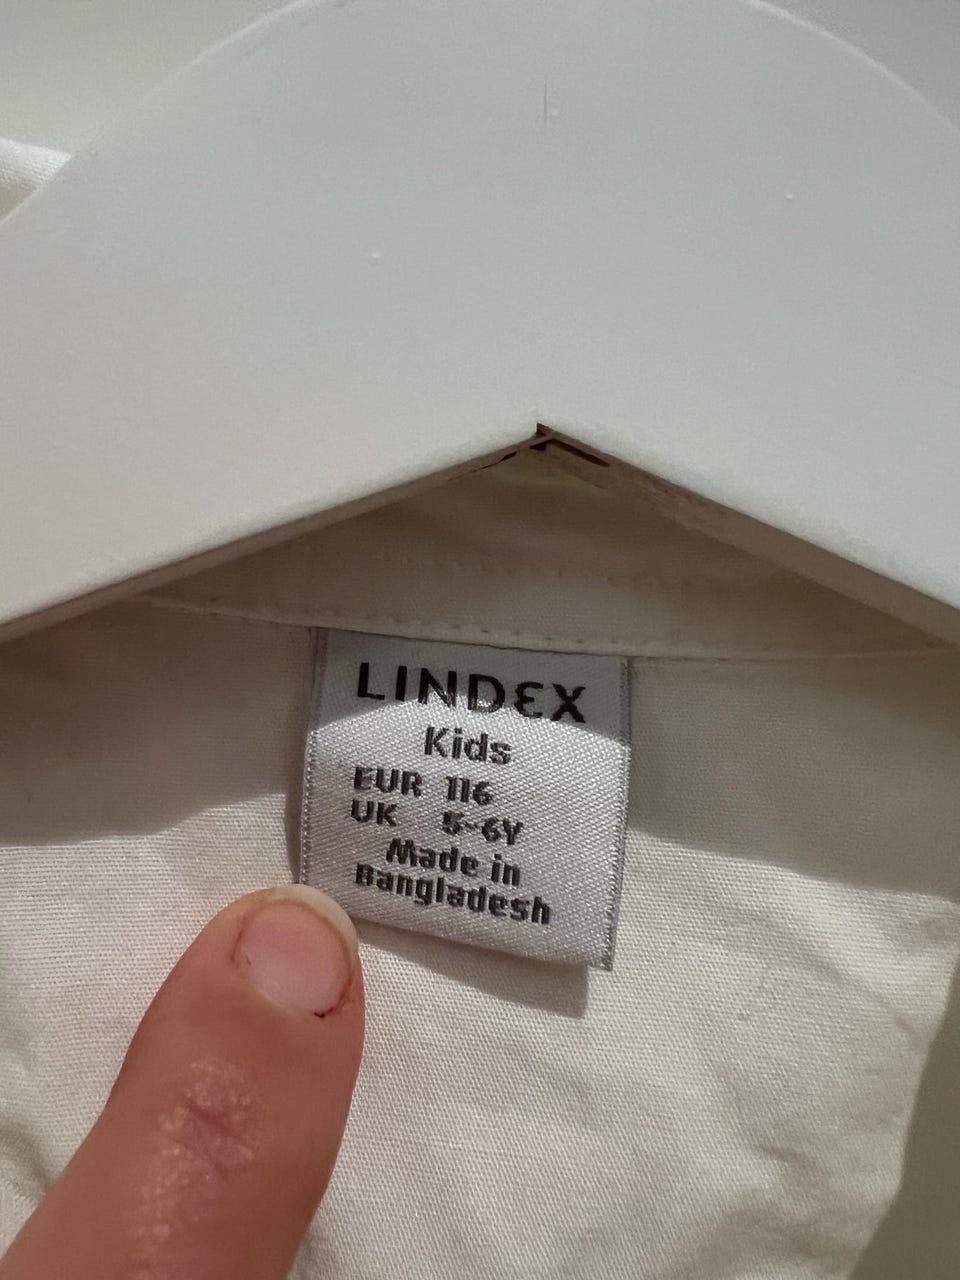 LINDEX
Kids
EUR 116
UK 5-6Y
Made in
Bangladesh